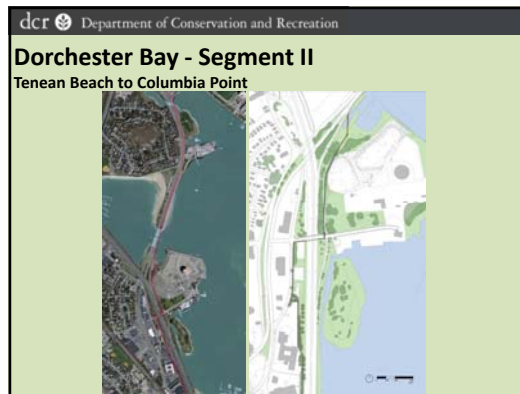 dcr Department of Conservation and Recreation
Dorchester Bay - Segment II
Tenean Beach to Columbia Point